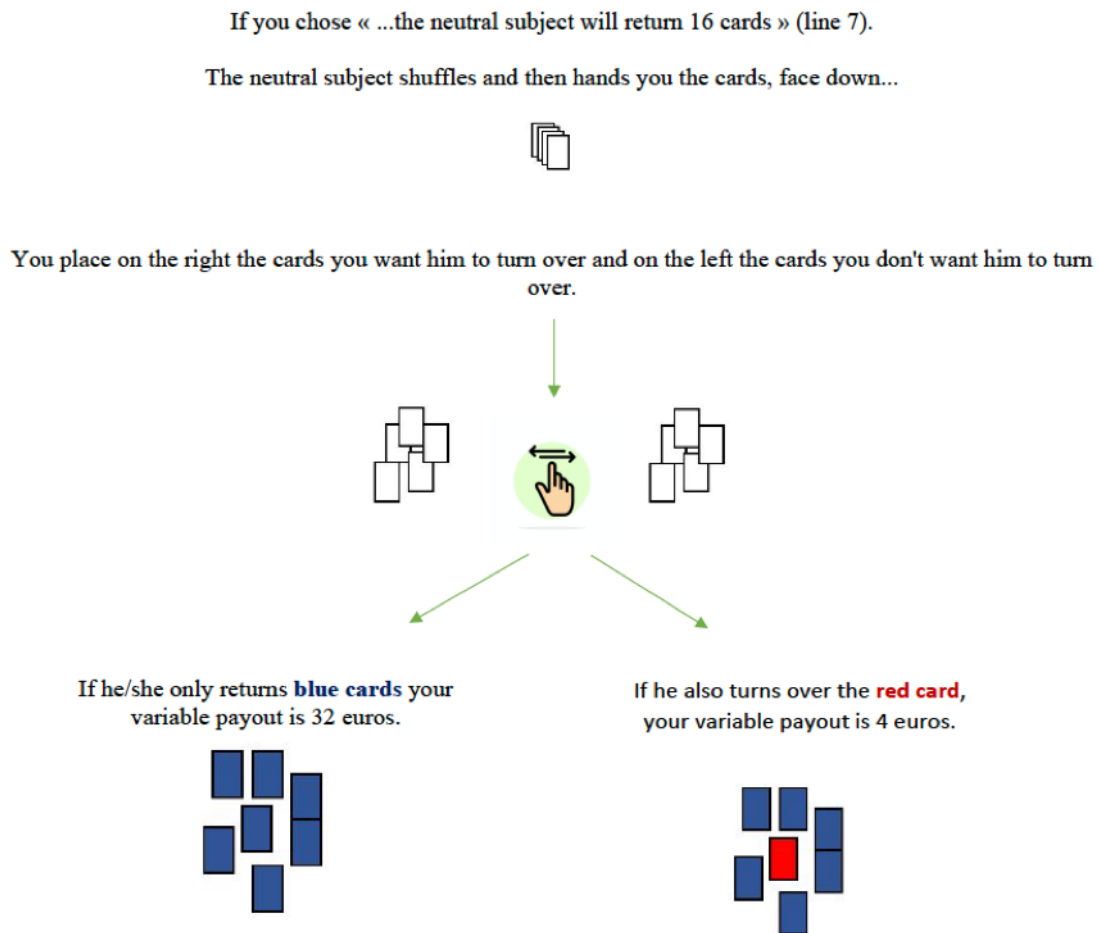 If you chose « ...the neutral subject will return 16 cards » (line 7).
The neutral subject shuffles and then hands you the cards, face down...
You place on the right the cards you want him to turn over and on the left the cards you don't want him to turn
over.
If he/she only returns blue cards your
variable payout is 32 euros.
If he also turns over the red card,
your variable payout is 4 euros.